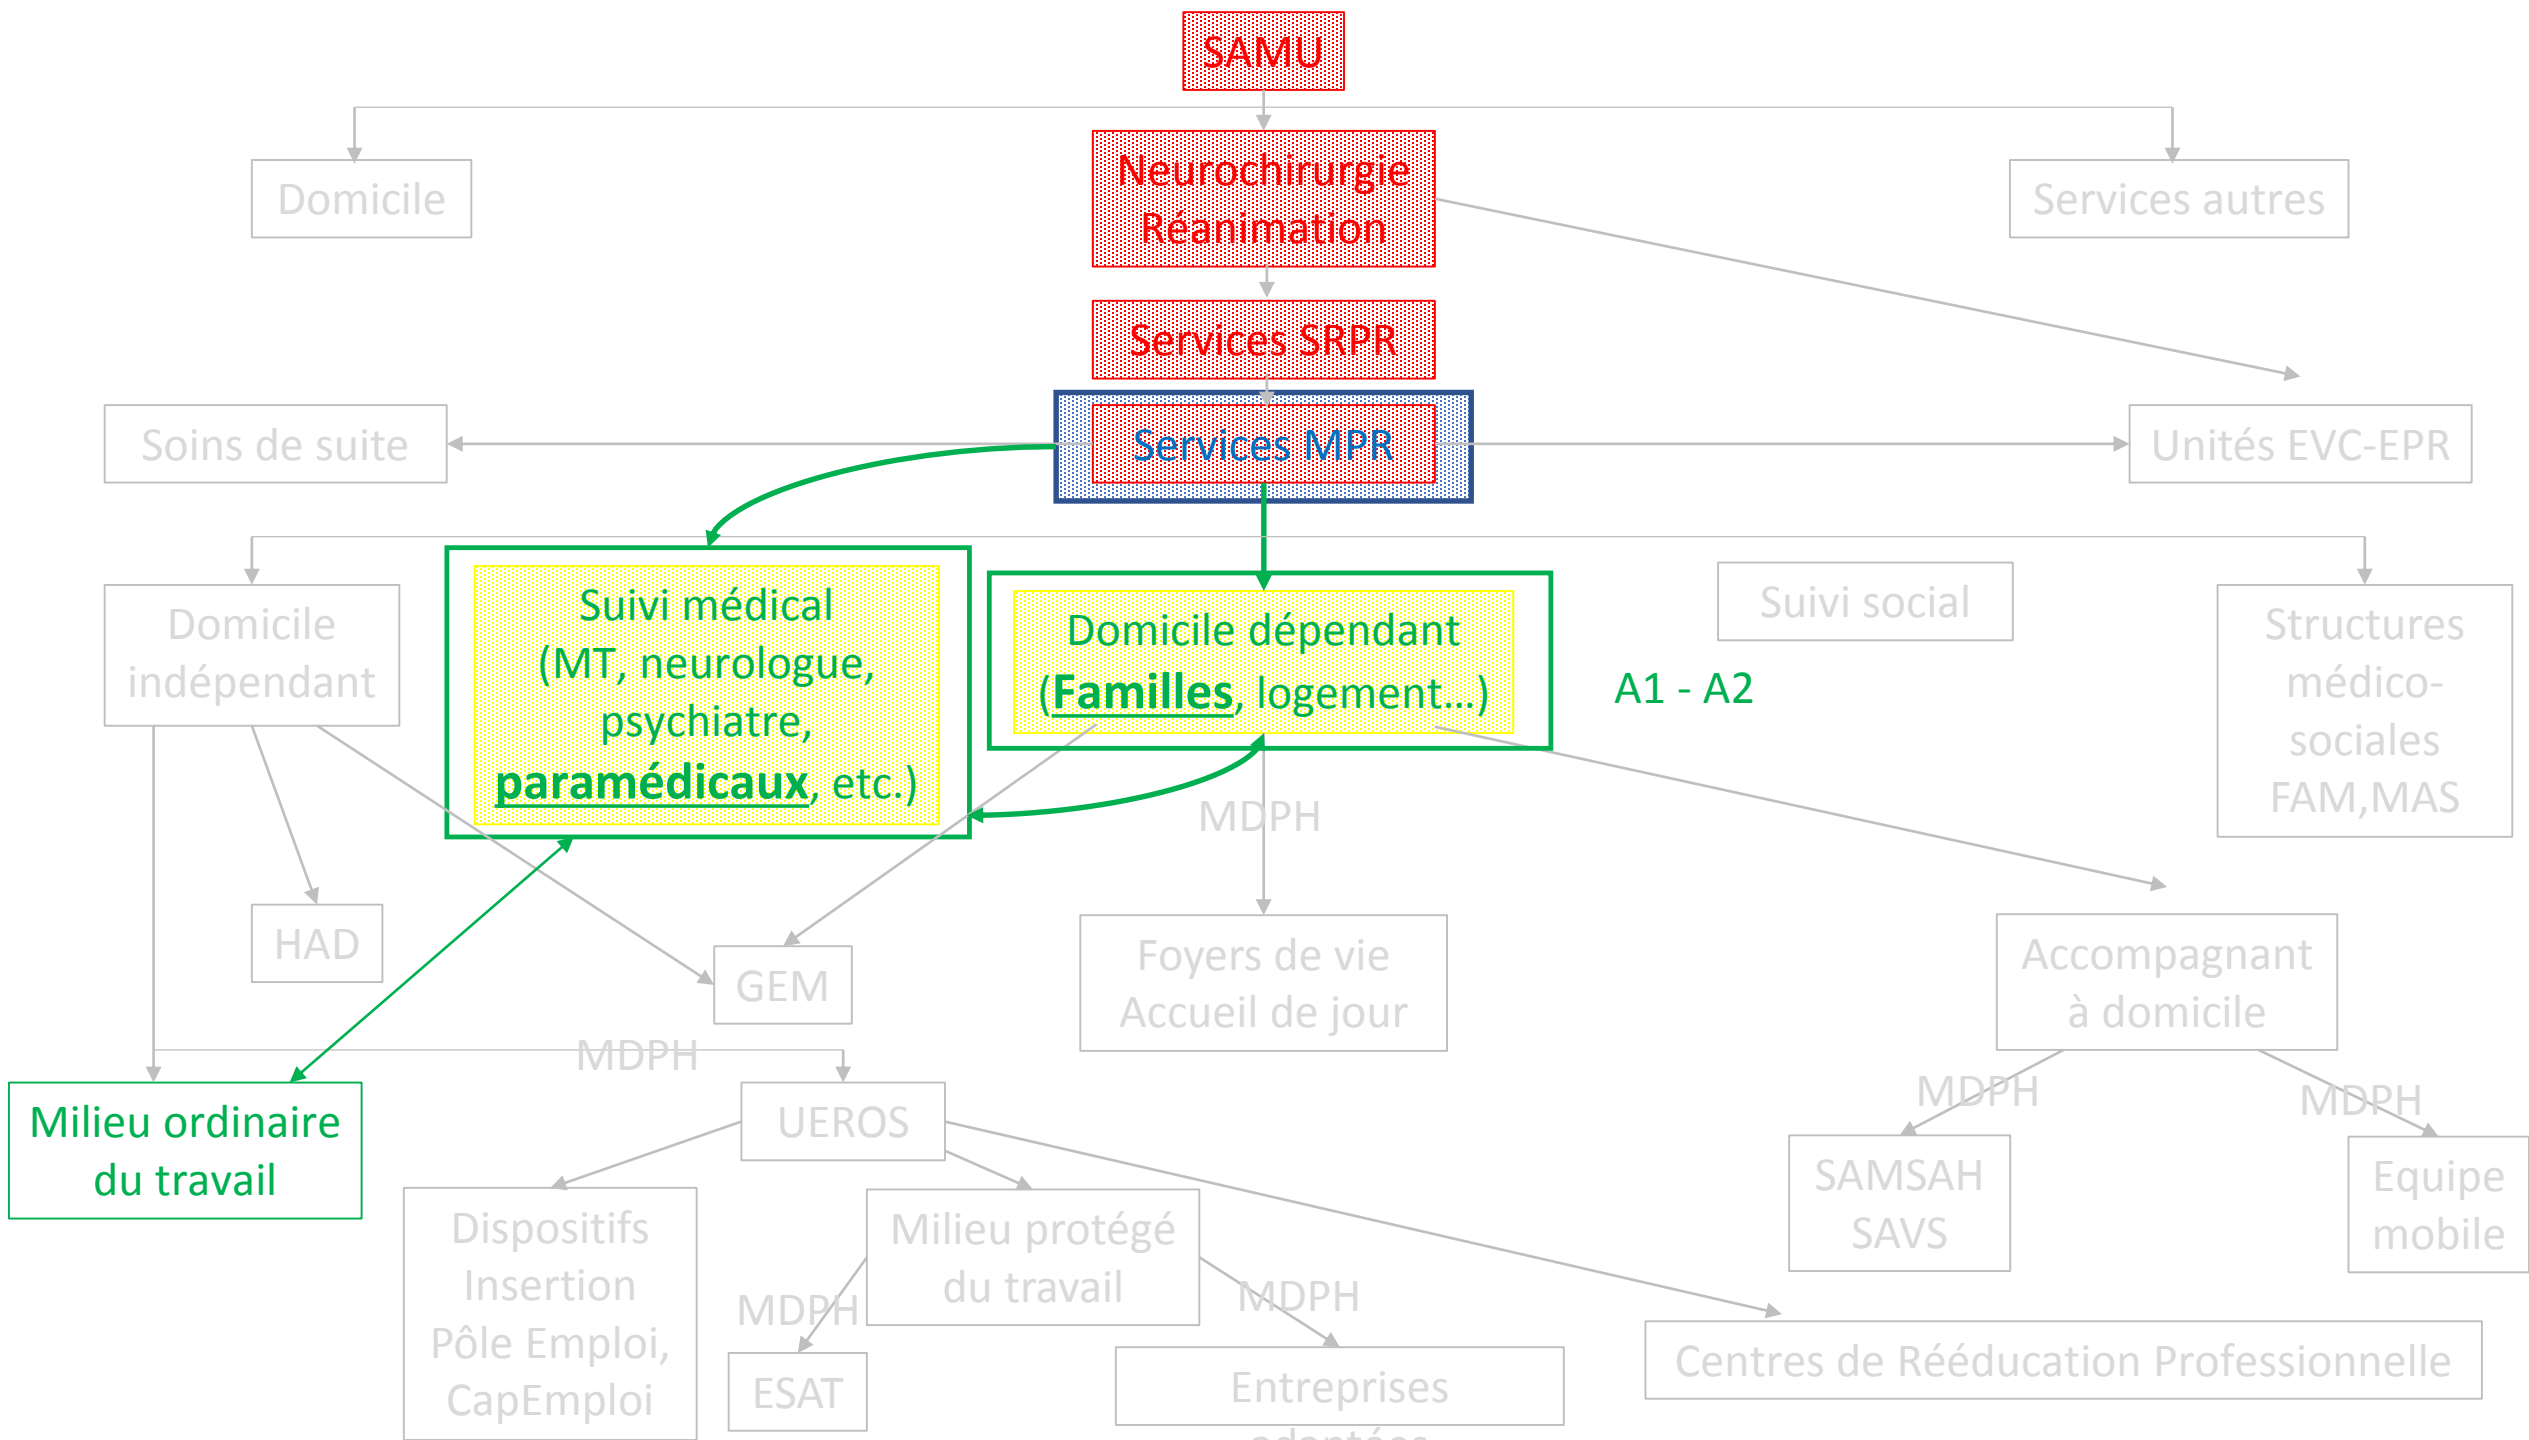 SAMU
Domicile
Neurochirurgie
Réanimation
Services autres
Services SRPR
Soins de suite
Services MPR
Unités EVC-EPR
Domicile
indépendant
Suivi médical
(MT, neurologue,
psychiatre,
paramédicaux, etc.)
Domicile dépendant
(Familles, logement...)
Suivi social
A1 - A2
Structures
médico-
sociales
FAM,MAS
MDPH
HAD
GEM
Foyers de vie
Accueil de jour
Accompagnant
à domicile
MDPH
MDPH
MDPH
Milieu ordinaire
du travail
UEROS
SAMSAH
SAVS
Equipe
mobile
Dispositifs
Insertion
Pôle Emploi,
CapEmploi
Milieu protégé
du travail
MDPH
MDPH
ESAT
Entreprises
adaptées
Centres de Rééducation Professionnelle